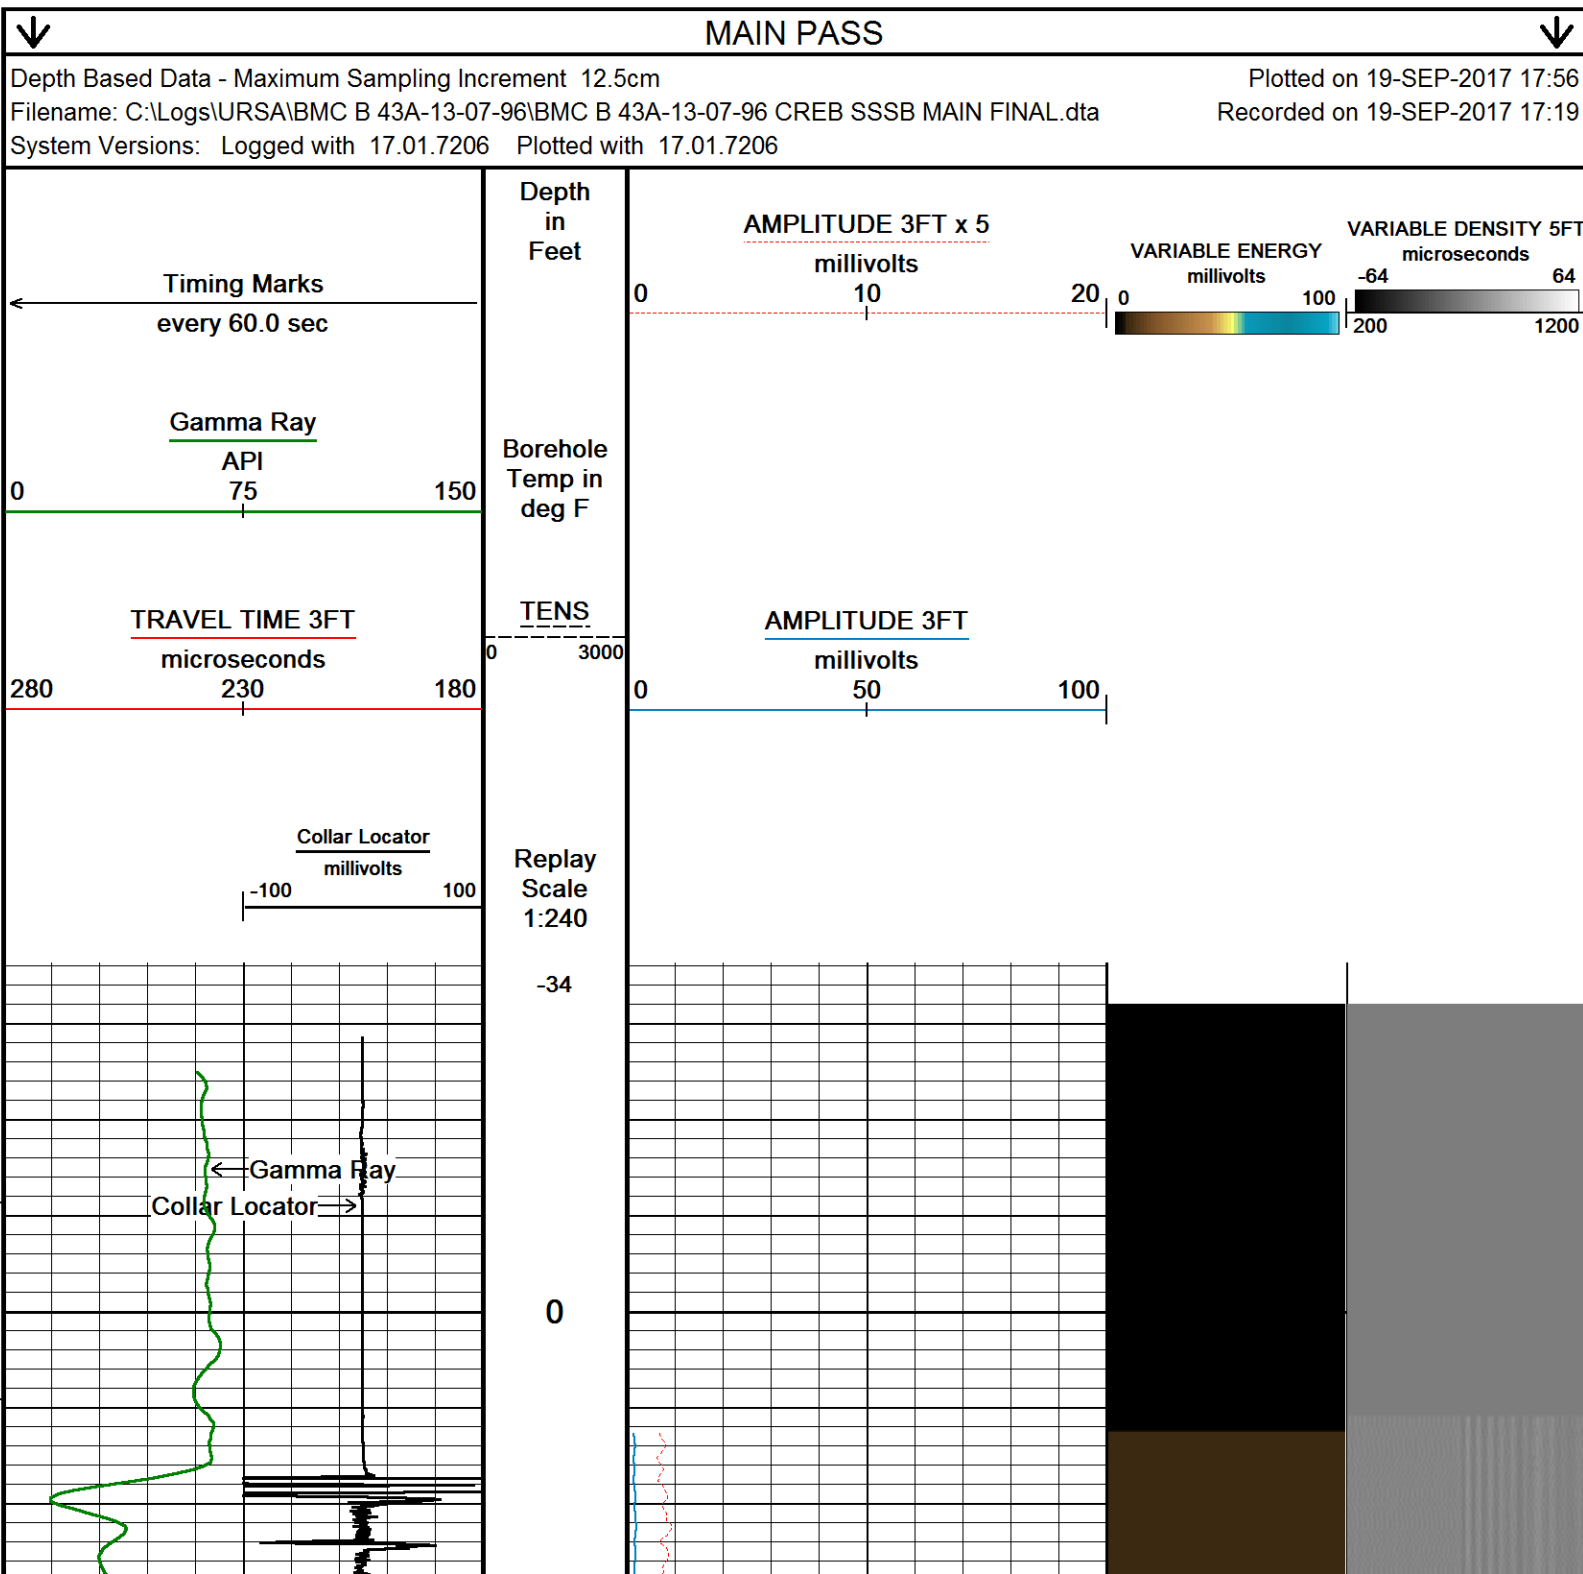 MAIN PASS
Depth Based Data - Maximum Sampling Increment 12.5cm
Plotted on 19-SEP-2017 17:56
Filename: C:\Logs\URSA\BMC B 43A-13-07-96\BMC B 43A-13-07-96 CREB SSSB MAIN FINAL.dta
Recorded on 19-SEP-2017 17:19
System Versions: Logged with 17.01.7206 Plotted with 17.01.7206
Timing Marks
every 60.0 sec
Gamma Ray
API
0 75 150
TRAVEL TIME 3FT
microseconds
280 230 180
Collar Locator
millivolts
-100 100
Depth
in
Feet
Borehole
Temp in
deg F
TENS
0 3000
Replay
Scale
1:240
AMPLITUDE 3FT x 5
millivolts
0 10 20
AMPLITUDE 3FT
millivolts
0 50 100
VARIABLE ENERGY
millivolts
0 100
VARIABLE DENSITY 5FT
microseconds
-64 64
200 1200
-34
Gamma Ray
Collar Locator
0